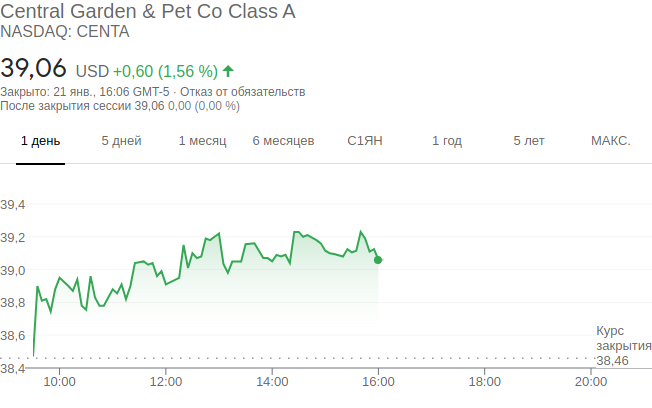 Central Garden & Pet Co Class A
NASDAQ: CENTA
39,06 USD +0,60 (1,56 %)
Закрыто: 21 янв., 16:06 GMT-5 · Отказ от обязательств
После закрытия сессии 39,06 0,00 (0,00 %)
1 день 5 дней 1 месяц 6 месяцев С1ЯН 1 год 5 лет МАКС.
39,4
39,2
39,0
38,8
38,6
38,4
Курс
закрытия
38,46
10:00 12:00 14:00 16:00 18:00 20:00